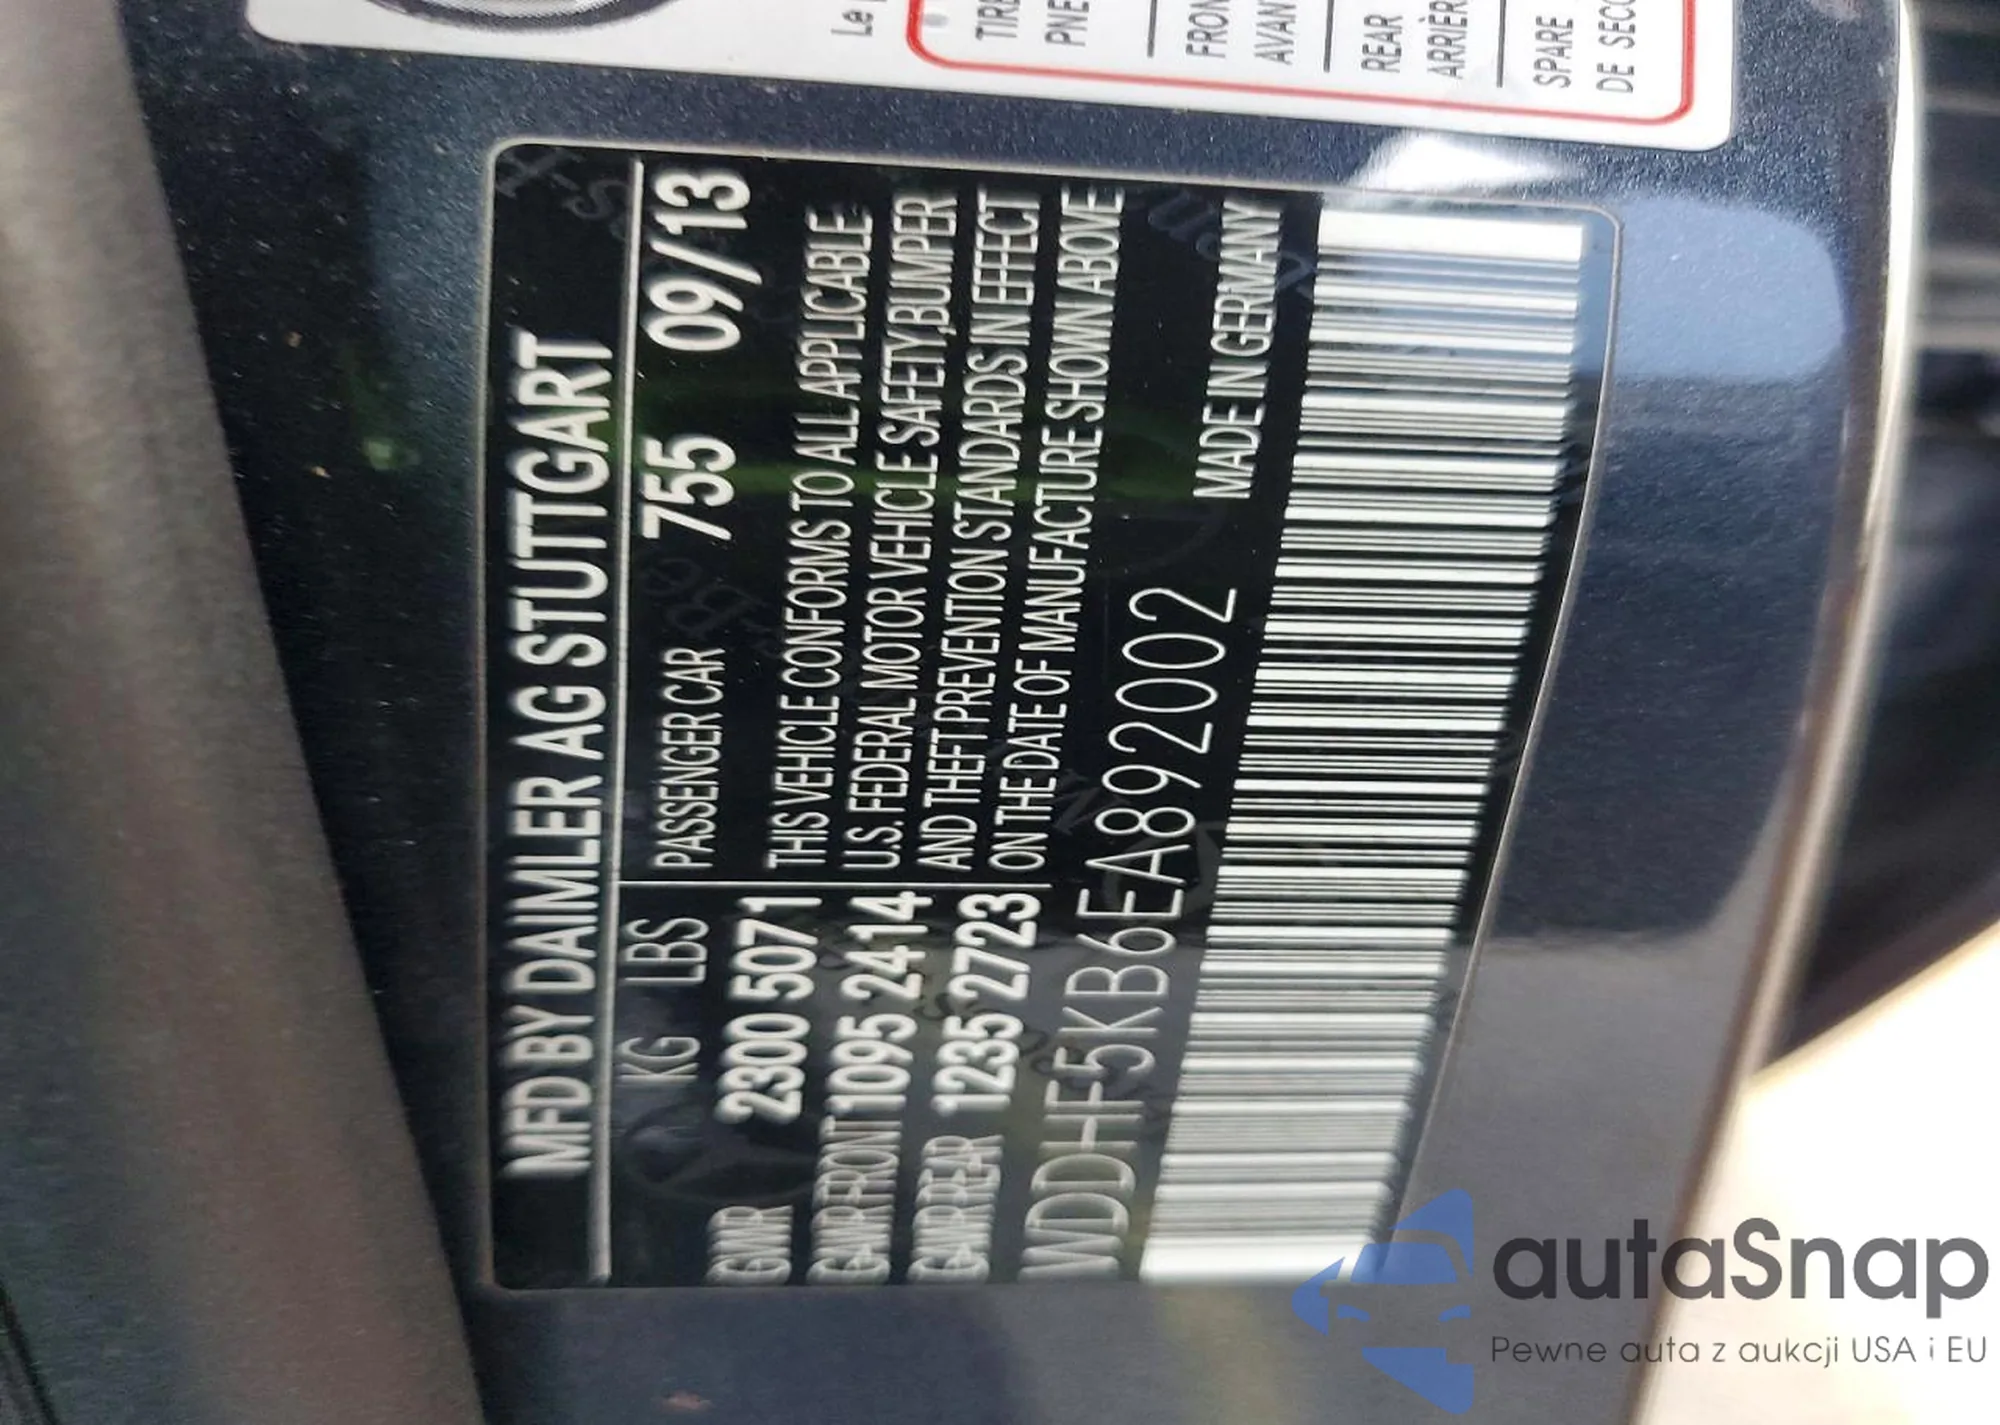 Le
TIRE
PNE
FRON
AVANT
REAR
ARRIÈR
SPARE
DE SECO
MFD BY DAIMLER AG STUTTGART
KG LBS PASSENGER CAR 755 09/13
GVWR 2300 5071
GAWR FRONT 1095 2414
GAWR REAR 1235 2723
THIS VEHICLE CONFORMS TO ALL APPLICABLE
U.S. FEDERAL MOTOR VEHICLE SAFETY,BUMPER
AND THEFT PREVENTION STANDARDS IN EFFECT
ON THE DATE OF MANUFACTURE SHOWN ABOVE
MADE IN GERMANY
WDDHF5KB6EA892002
autaSnap
Pewne auta z aukcji USA i EU